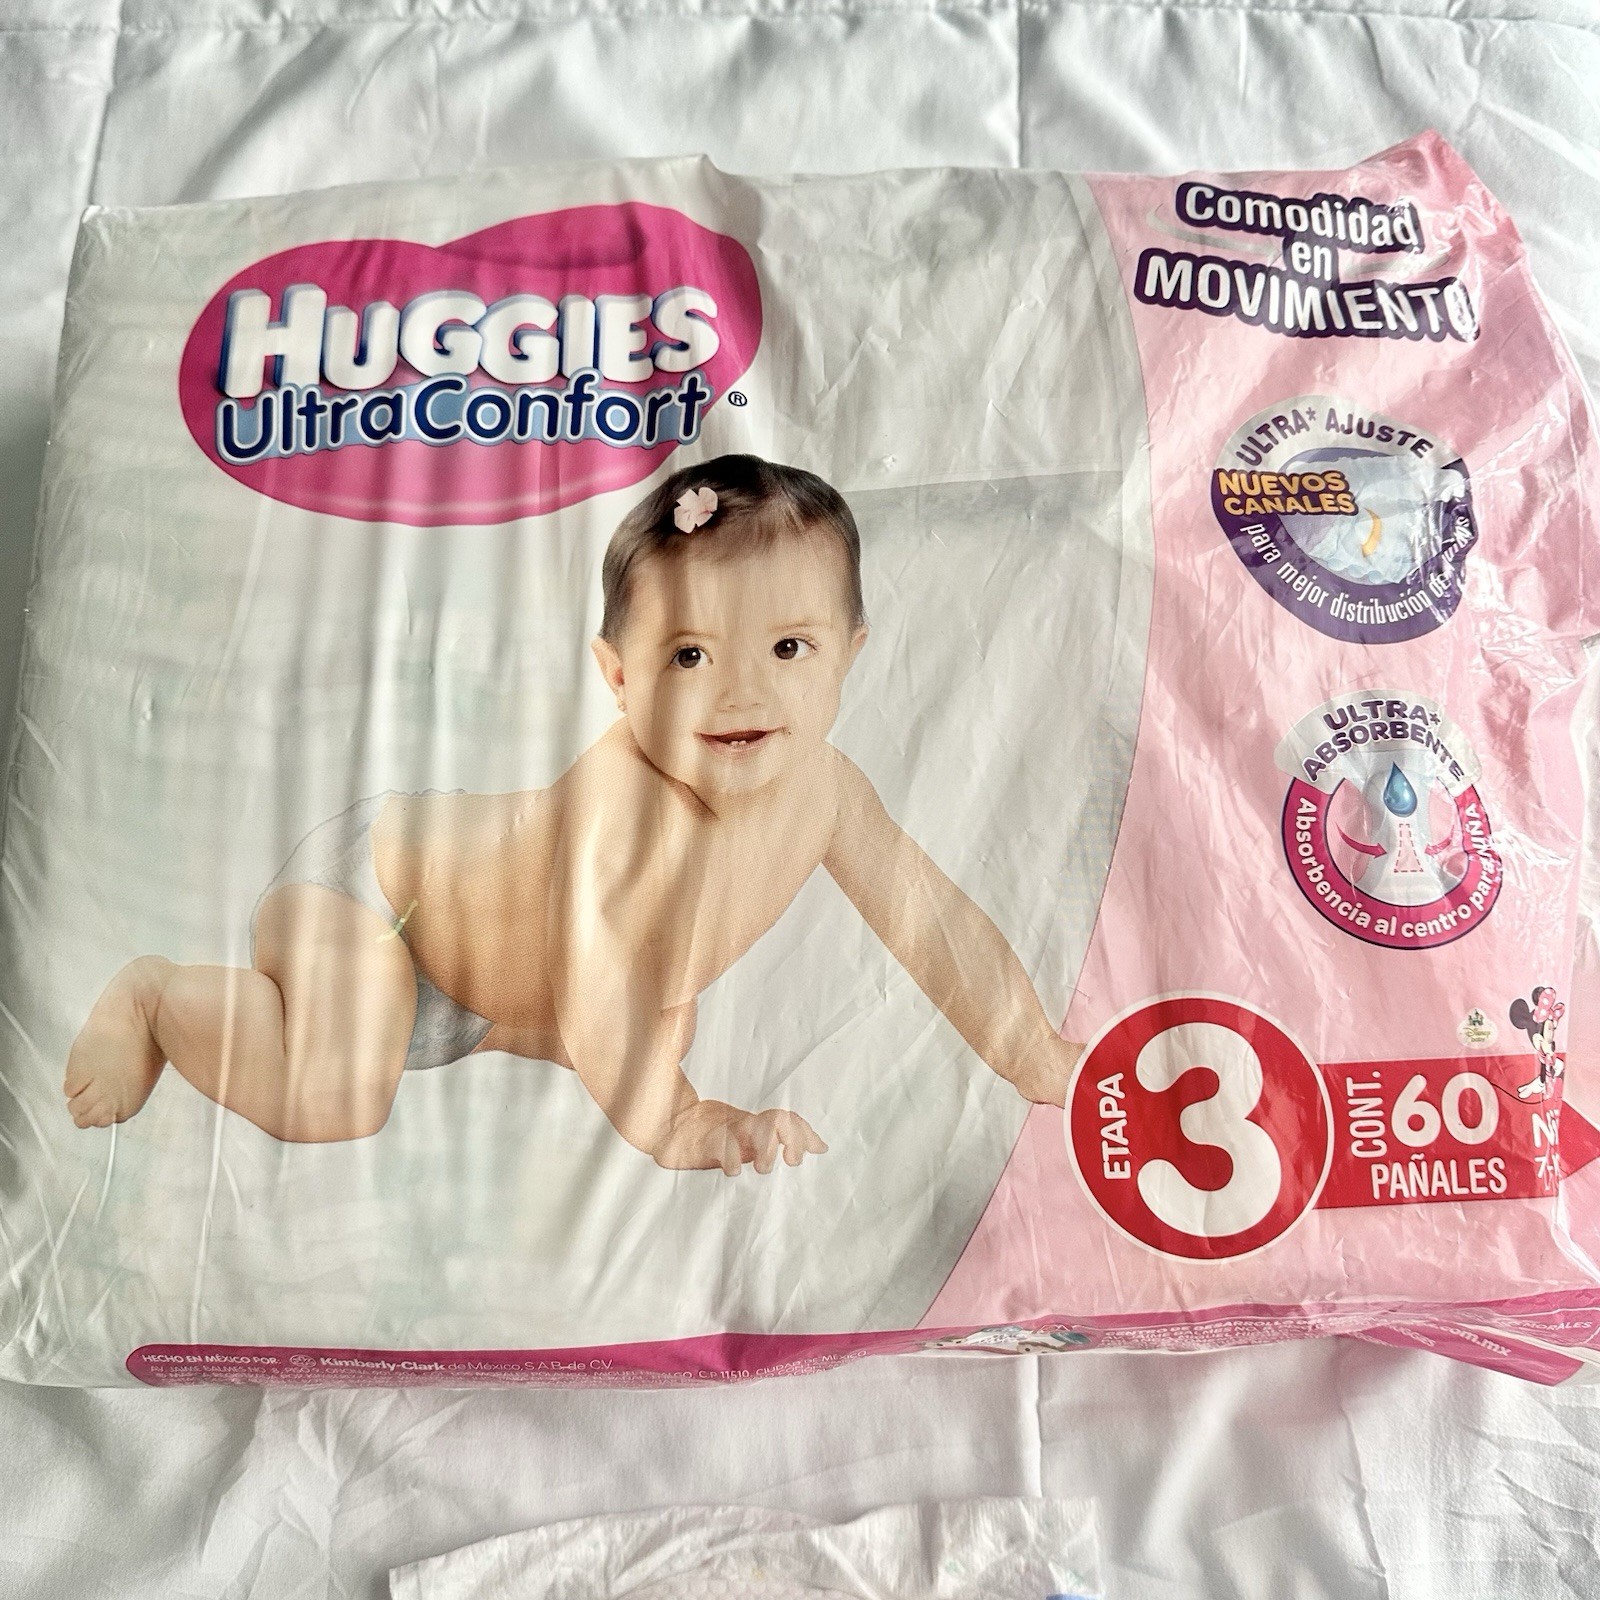 HUGGIES
UltraConfort®
Comodidad
en
MOVIMIENTO
ULTRA* AJUSTE
NUEVOS
CANALES
para mejor distribución de
ULTRA*
ABSORBENTE
Absorbencia al centro para NIÑA
Disney
ETAPA
3
CONT.
60
PAÑALES
HECHO EN MÉXICO POR: Kimberly-Clark de México, S.A.B. de C.V.